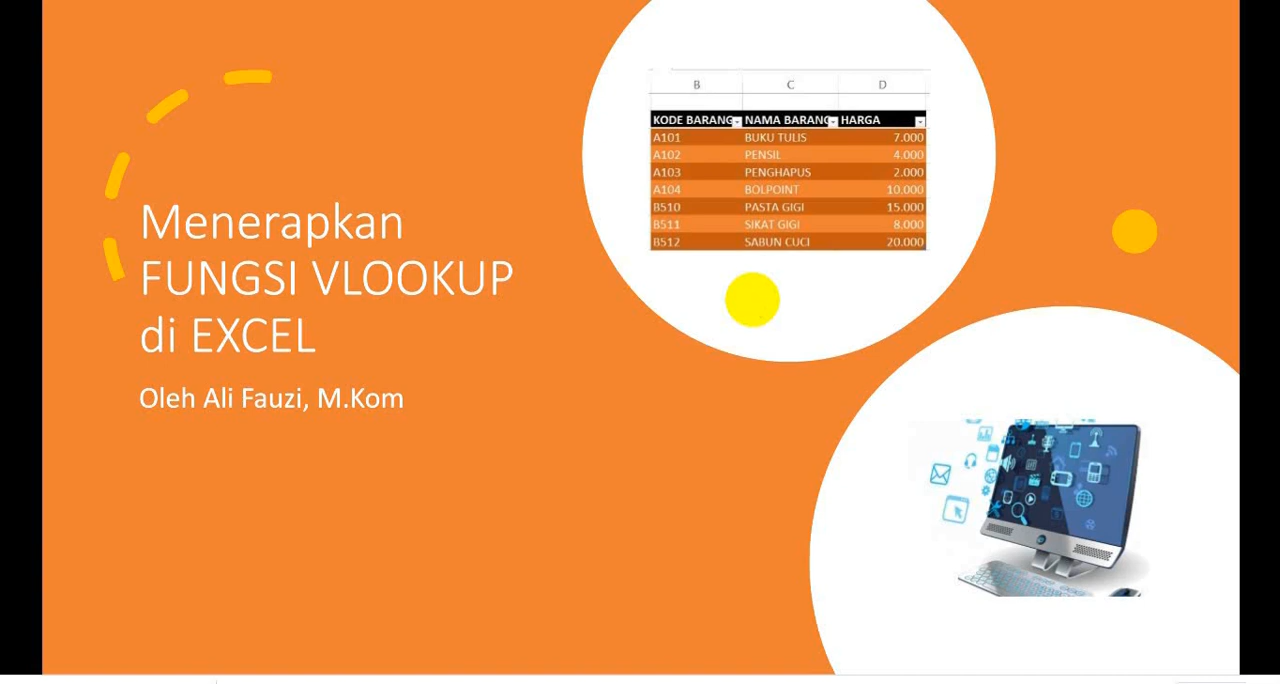 Menerapkan
FUNGSI VLOOKUP
di EXCEL
Oleh Ali Fauzi, M.Kom
B C D
KODE BARANG NAMA BARANG HARGA
A101 BUKU TULIS 7.000
A102 PENSIL 4.000
A103 PENGHAPUS 2.000
A104 BOLPOINT 10.000
B510 PASTA GIGI 15.000
B511 SIKAT GIGI 8.000
B512 SABUN CUCI 20.000